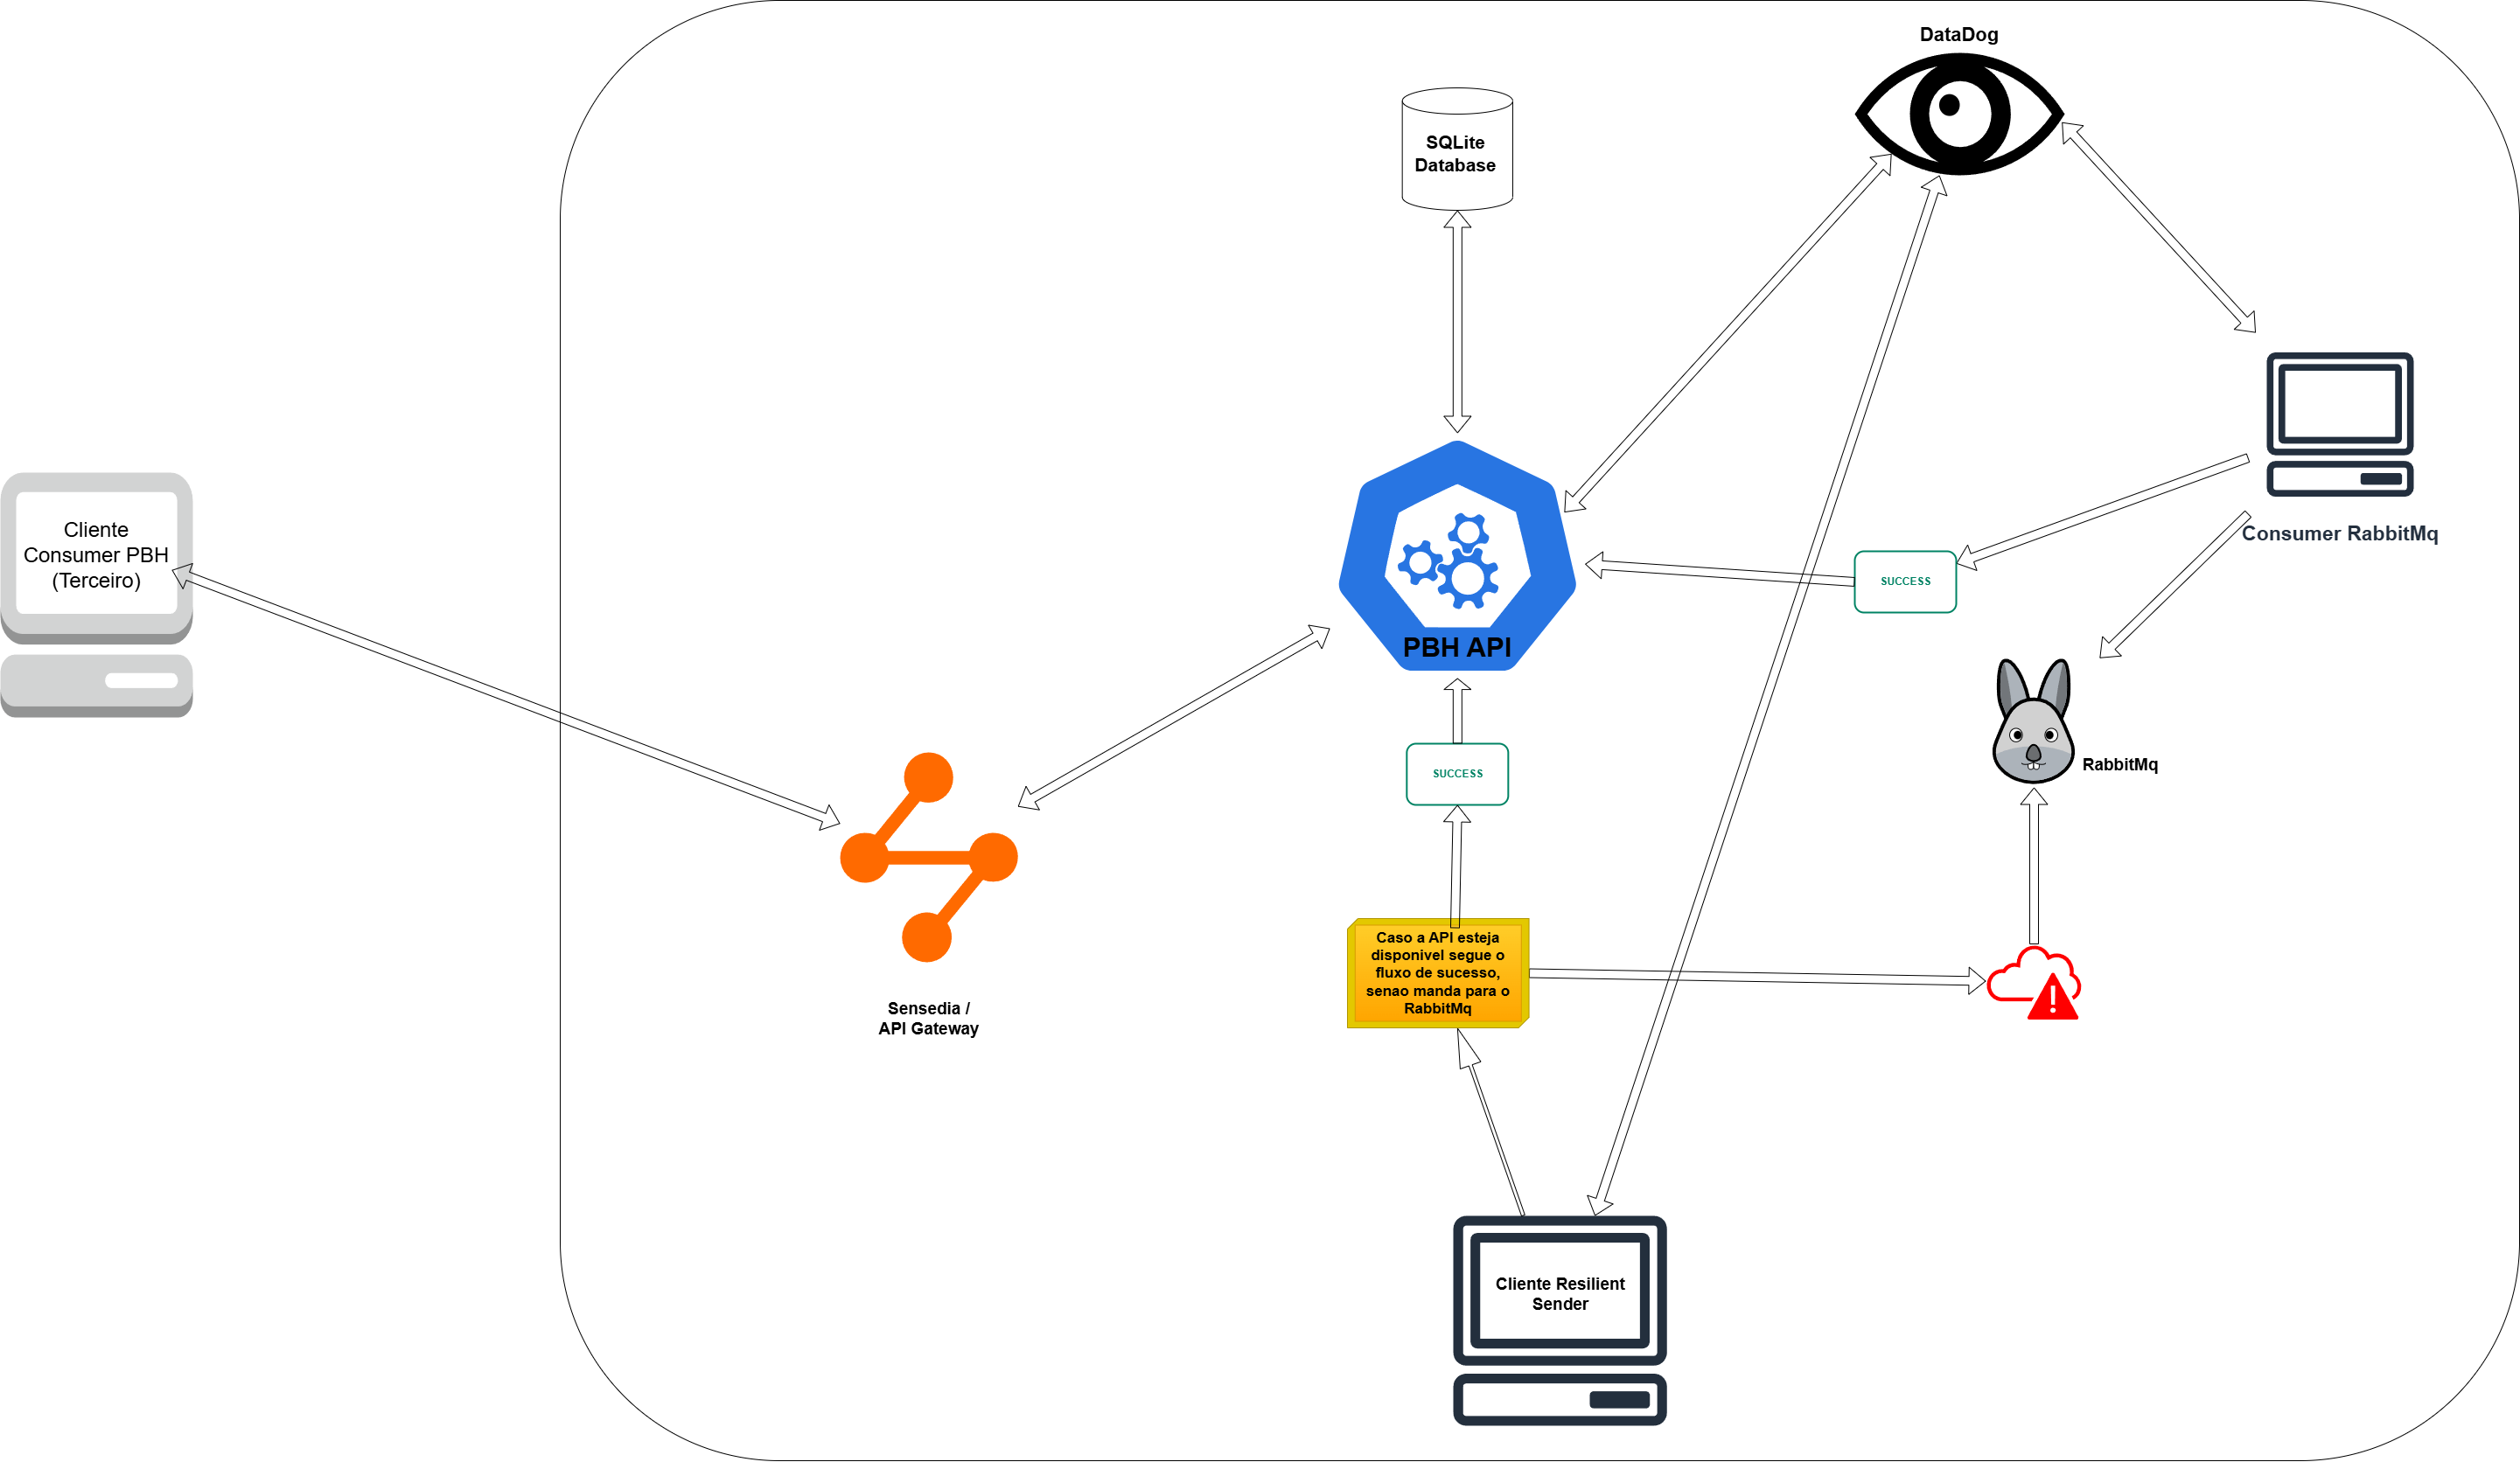 DataDog
SQLite
Database
Cliente
Consumer PBH
(Terceiro)
Consumer RabbitMq
SUCCESS
PBH API
SUCCESS
RabbitMq
Caso a API esteja
disponivel segue o
fluxo de sucesso,
senao manda para o
RabbitMq
Sensedia /
API Gateway
Cliente Resilient
Sender